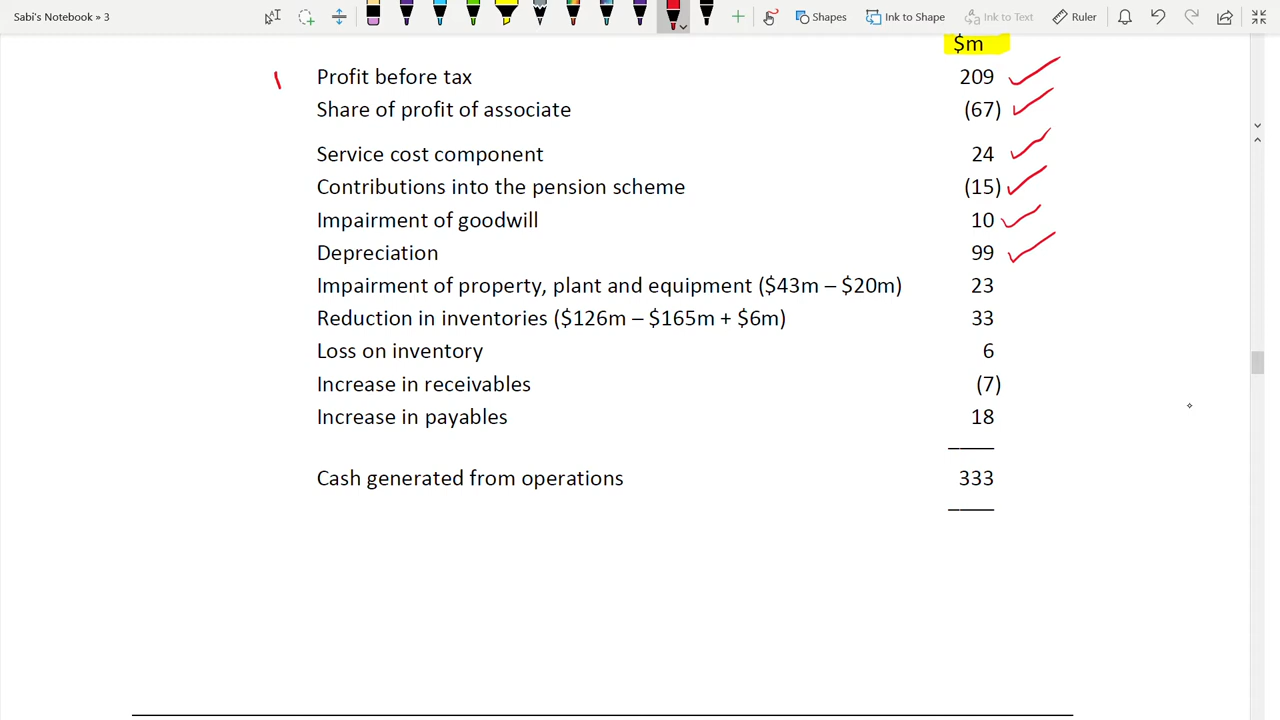 Sabi's Notebook » 3
Shapes
Ink to Shape
Ink to Text
Ruler
$m
Profit before tax 209
Share of profit of associate (67)
Service cost component 24
Contributions into the pension scheme (15)
Impairment of goodwill 10
Depreciation 99
Impairment of property, plant and equipment ($43m – $20m) 23
Reduction in inventories ($126m – $165m + $6m) 33
Loss on inventory 6
Increase in receivables (7)
Increase in payables 18
Cash generated from operations 333